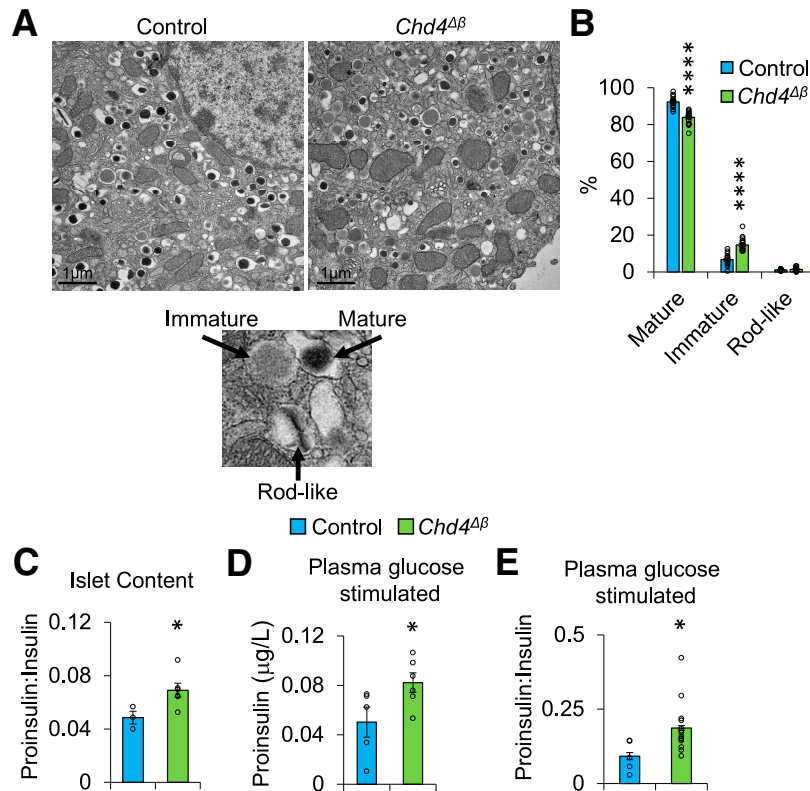 A
Control
Chd4Δβ
1μm
1μm
Immature
Mature
Rod-like
B
Control
Chd4Δβ
****
****
%
100
80
60
40
20
0
Mature
Immature
Rod-like
Control
Chd4Δβ
C
Islet Content
Proinsulin:Insulin
0.12
0.08
0.04
0
*
D
Plasma glucose
stimulated
Proinsulin (μg/L)
0.12
0.08
0.04
0
*
E
Plasma glucose
stimulated
Proinsulin:Insulin
0.5
0.25
0
*